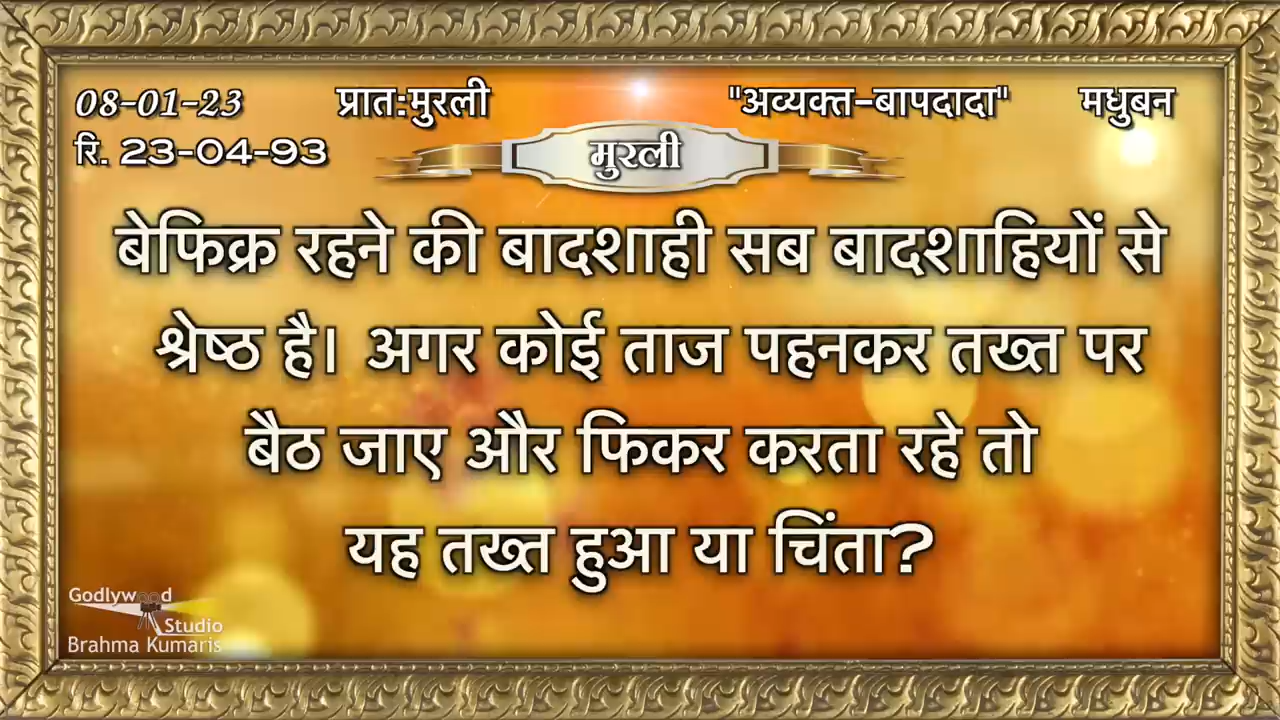 08-01-23 प्रात:मुरली "अव्यक्त-बापदादा" मधुबन
रि. 23-04-93
मुरली
बेफिक्र रहने की बादशाही सब बादशाहियों से
श्रेष्ठ है। अगर कोई ताज पहनकर तख्त पर
बैठ जाए और फिकर करता रहे तो
यह तख्त हुआ या चिंता?
Godlywood
Studio
Brahma Kumaris